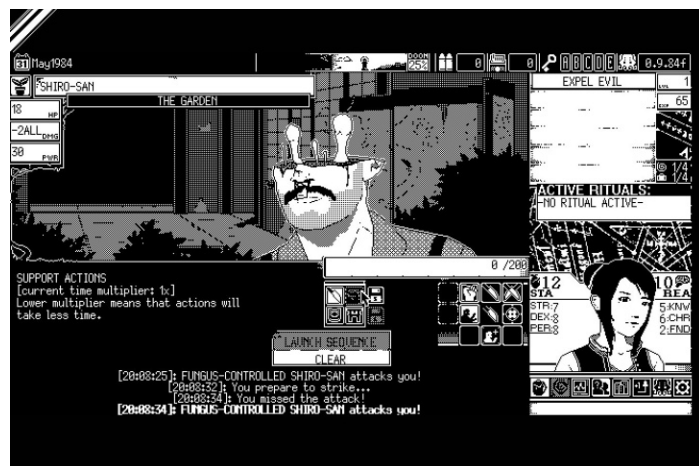 May1984
DOOM
25%
0
0
A B C D E
0.9.84f
SHIRO-SAN
THE GARDEN
18 HP
-2ALL DMG
30 PWR
EXPEL EVIL
1
65
EXP
1/4
1/4
ACTIVE RITUALS:
-NO RITUAL ACTIVE-
0 /200
SUPPORT ACTIONS
[current time multiplier: 1x]
Lower multiplier means that actions will
take less time.
12
STA
10
REA
STR:7
DEX:8
PER:8
5:KNW
6:CHR
2:END
LAUNCH SEQUENCE
CLEAR
[20:08:25]: FUNGUS-CONTROLLED SHIRO-SAN attacks you!
[20:08:32]: You prepare to strike...
[20:08:34]: You missed the attack!
[20:08:34]: FUNGUS-CONTROLLED SHIRO-SAN attacks you!